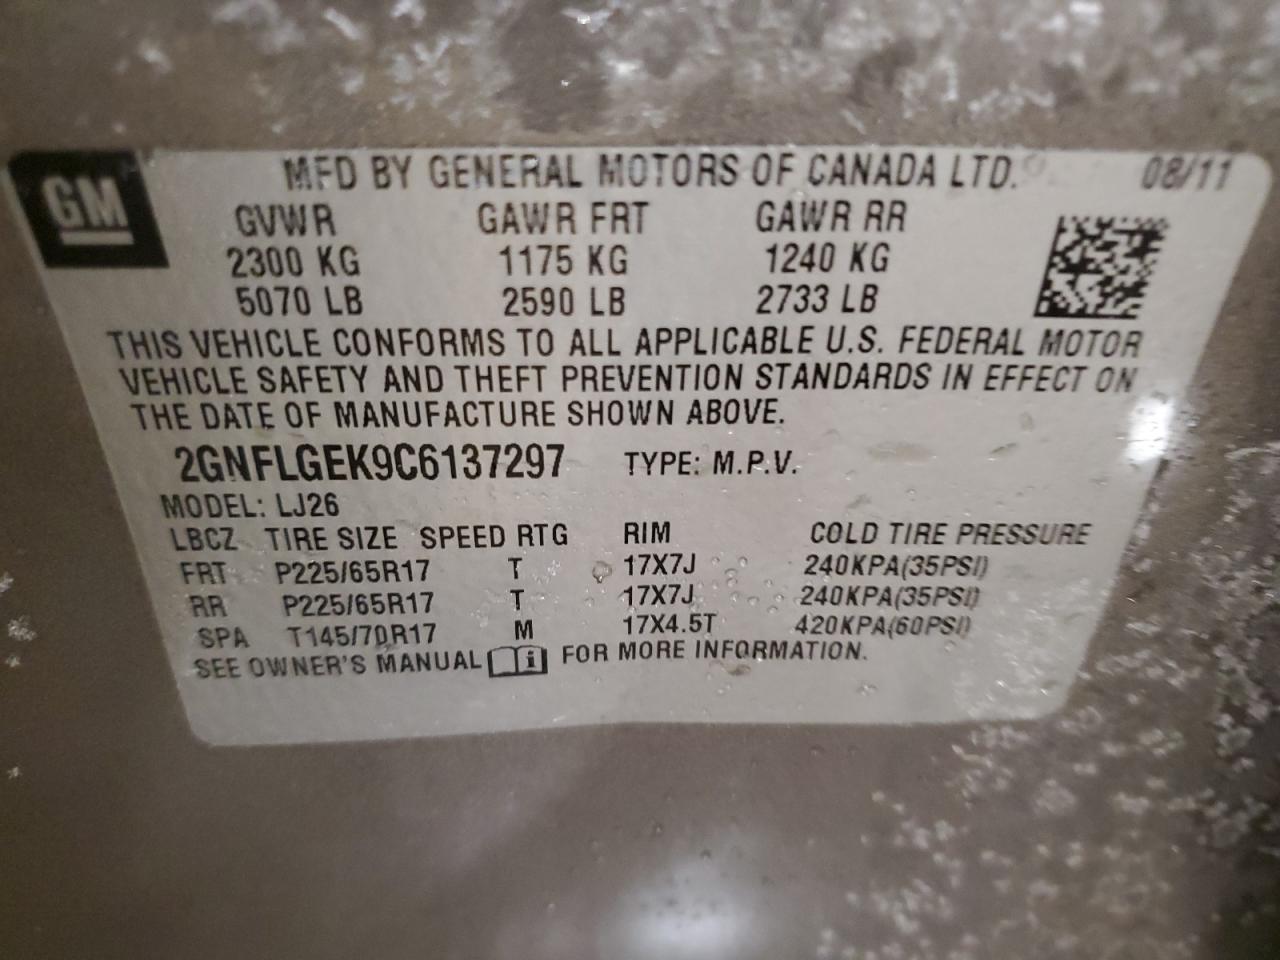 GM
MFD BY GENERAL MOTORS OF CANADA LTD. 08/11
GVWR GAWR FRT GAWR RR
2300 KG 1175 KG 1240 KG
5070 LB 2590 LB 2733 LB
THIS VEHICLE CONFORMS TO ALL APPLICABLE U.S. FEDERAL MOTOR
VEHICLE SAFETY AND THEFT PREVENTION STANDARDS IN EFFECT ON
THE DATE OF MANUFACTURE SHOWN ABOVE.
2GNFLGEK9C6137297 TYPE: M.P.V.
MODEL: LJ26
LBCZ TIRE SIZE SPEED RTG RIM COLD TIRE PRESSURE
FRT P225/65R17 T 17X7J 240KPA(35PSI)
RR P225/65R17 T 17X7J 240KPA(35PSI)
SPA T145/70R17 M 17X4.5T 420KPA(60PSI)
SEE OWNER'S MANUAL i FOR MORE INFORMATION.